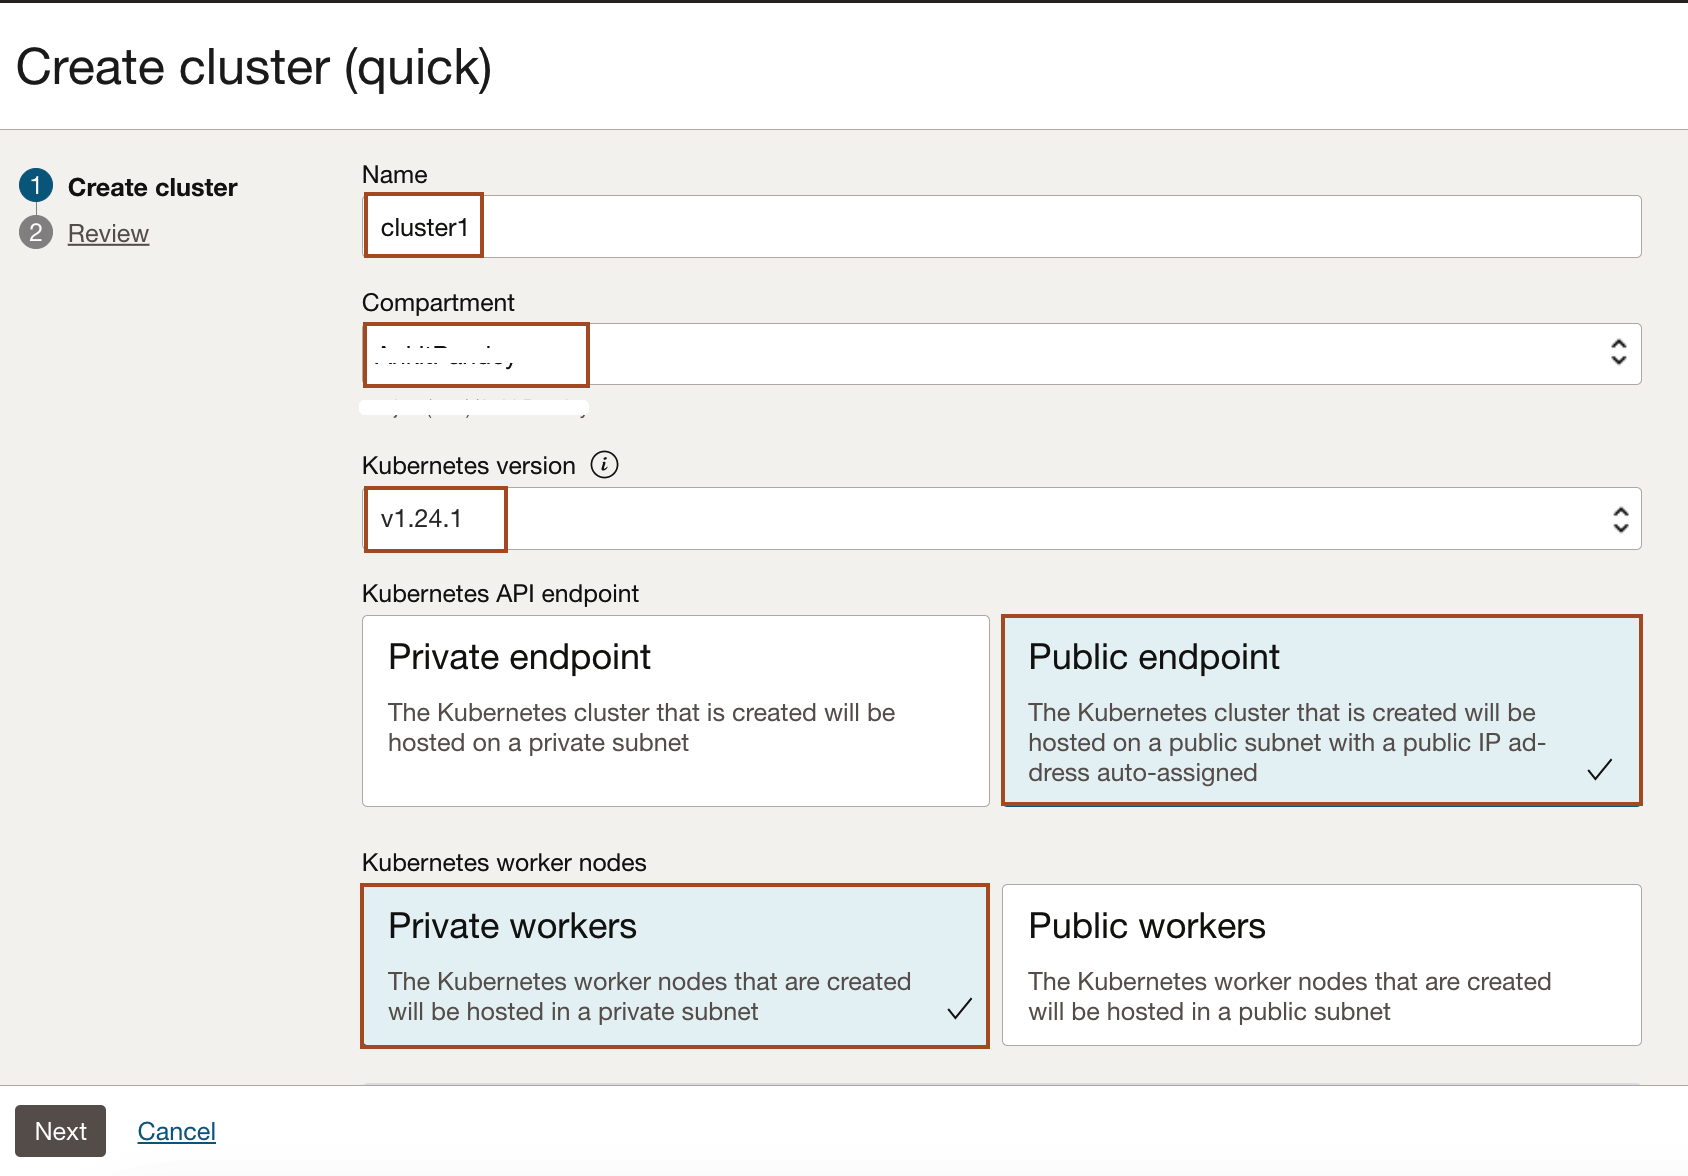 Create cluster (quick)
1 Create cluster
2 Review
Name
cluster1
Compartment
Kubernetes version i
v1.24.1
Kubernetes API endpoint
Private endpoint
The Kubernetes cluster that is created will be
hosted on a private subnet
Public endpoint
The Kubernetes cluster that is created will be
hosted on a public subnet with a public IP ad-
dress auto-assigned
Kubernetes worker nodes
Private workers
The Kubernetes worker nodes that are created
will be hosted in a private subnet
Public workers
The Kubernetes worker nodes that are created
will be hosted in a public subnet
Next
Cancel